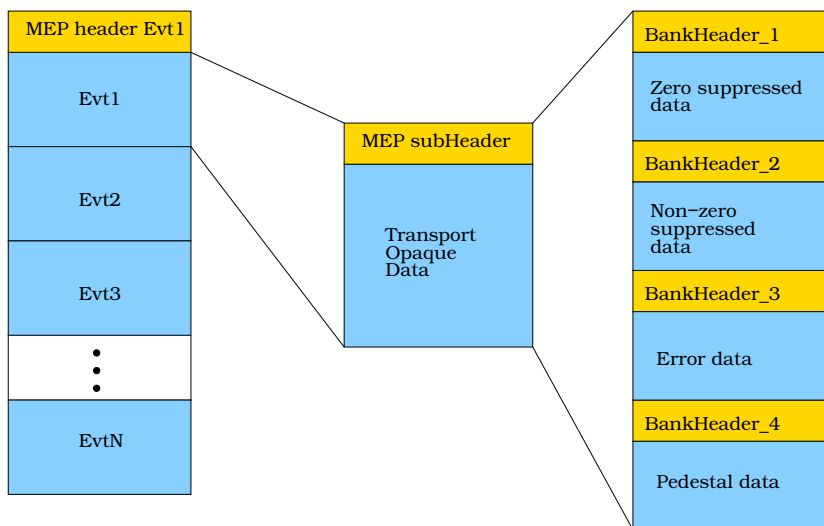 MEP header Evt1
Evt1
Evt2
Evt3
EvtN
MEP subHeader
Transport
Opaque
Data
BankHeader_1
Zero suppressed
data
BankHeader_2
Non−zero
suppressed
data
BankHeader_3
Error data
BankHeader_4
Pedestal data